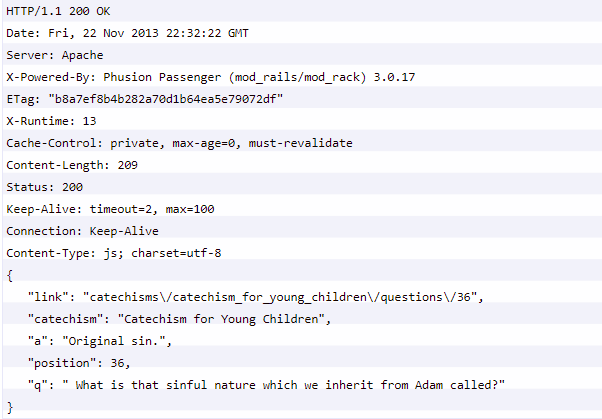 HTTP/1.1 200 OK
Date: Fri, 22 Nov 2013 22:32:22 GMT
Server: Apache
X-Powered-By: Phusion Passenger (mod_rails/mod_rack) 3.0.17
ETag: "b8a7ef8b4b282a70d1b64ea5e79072df"
X-Runtime: 13
Cache-Control: private, max-age=0, must-revalidate
Content-Length: 209
Status: 200
Keep-Alive: timeout=2, max=100
Connection: Keep-Alive
Content-Type: js; charset=utf-8
{
   "link": "catechisms\/catechism_for_young_children\/questions\/36",
   "catechism": "Catechism for Young Children",
   "a": "Original sin.",
   "position": 36,
   "q": " What is that sinful nature which we inherit from Adam called?"
}